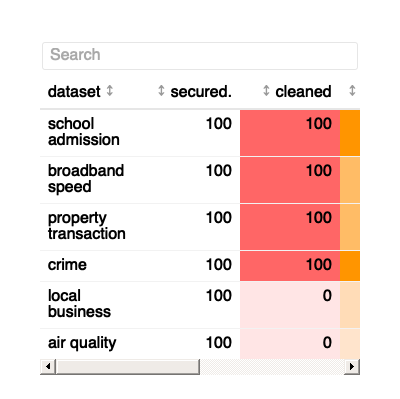 Search
dataset secured. cleaned
school admission 100 100
broadband speed 100 100
property transaction 100 100
crime 100 100
local business 100 0
air quality 100 0